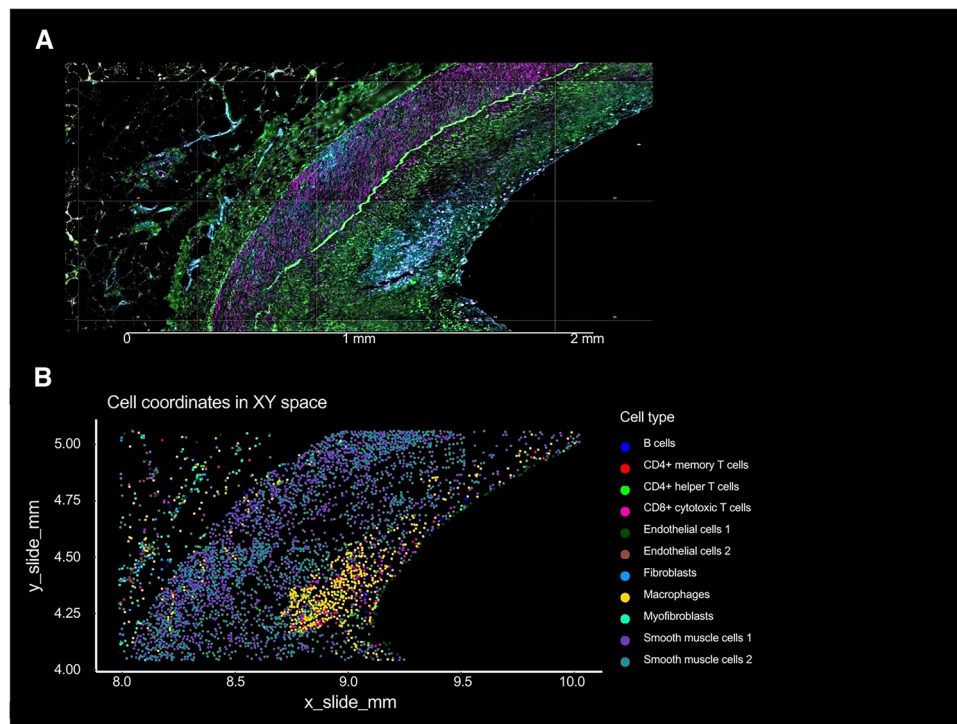 A
0
1 mm
2 mm
B
Cell coordinates in XY space
Cell type
B cells
CD4+ memory T cells
CD4+ helper T cells
CD8+ cytotoxic T cells
Endothelial cells 1
Endothelial cells 2
Fibroblasts
Macrophages
Myofibroblasts
Smooth muscle cells 1
Smooth muscle cells 2
y_slide_mm
5.00
4.75
4.50
4.25
4.00
8.0
8.5
9.0
9.5
10.0
x_slide_mm